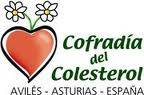 Cofradía
del
Colesterol
AVILÉS - ASTURIAS - ESPAÑA